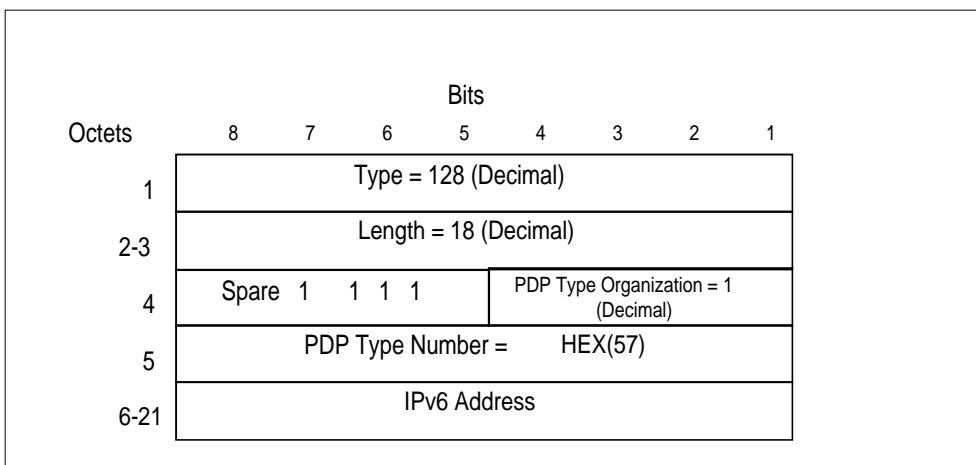 Bits
Octets 8 7 6 5 4 3 2 1
1 Type = 128 (Decimal)
2-3 Length = 18 (Decimal)
4 Spare 1 1 1 1 PDP Type Organization = 1
(Decimal)
5 PDP Type Number = HEX(57)
6-21 IPv6 Address